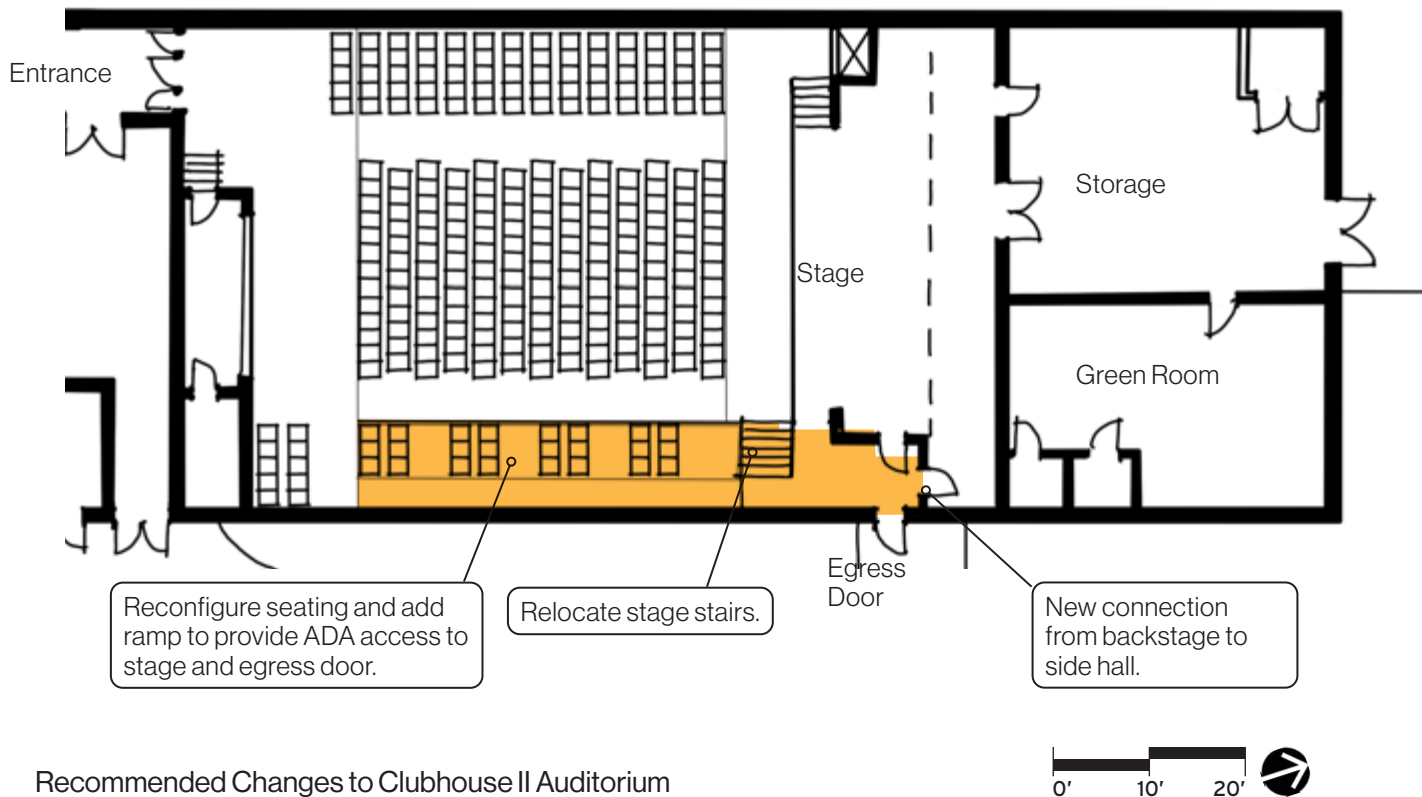 Entrance
Storage
Stage
Green Room
Egress
Door
Reconfigure seating and add
ramp to provide ADA access to
stage and egress door.
Relocate stage stairs.
New connection
from backstage to
side hall.
Recommended Changes to Clubhouse II Auditorium
0' 10' 20'